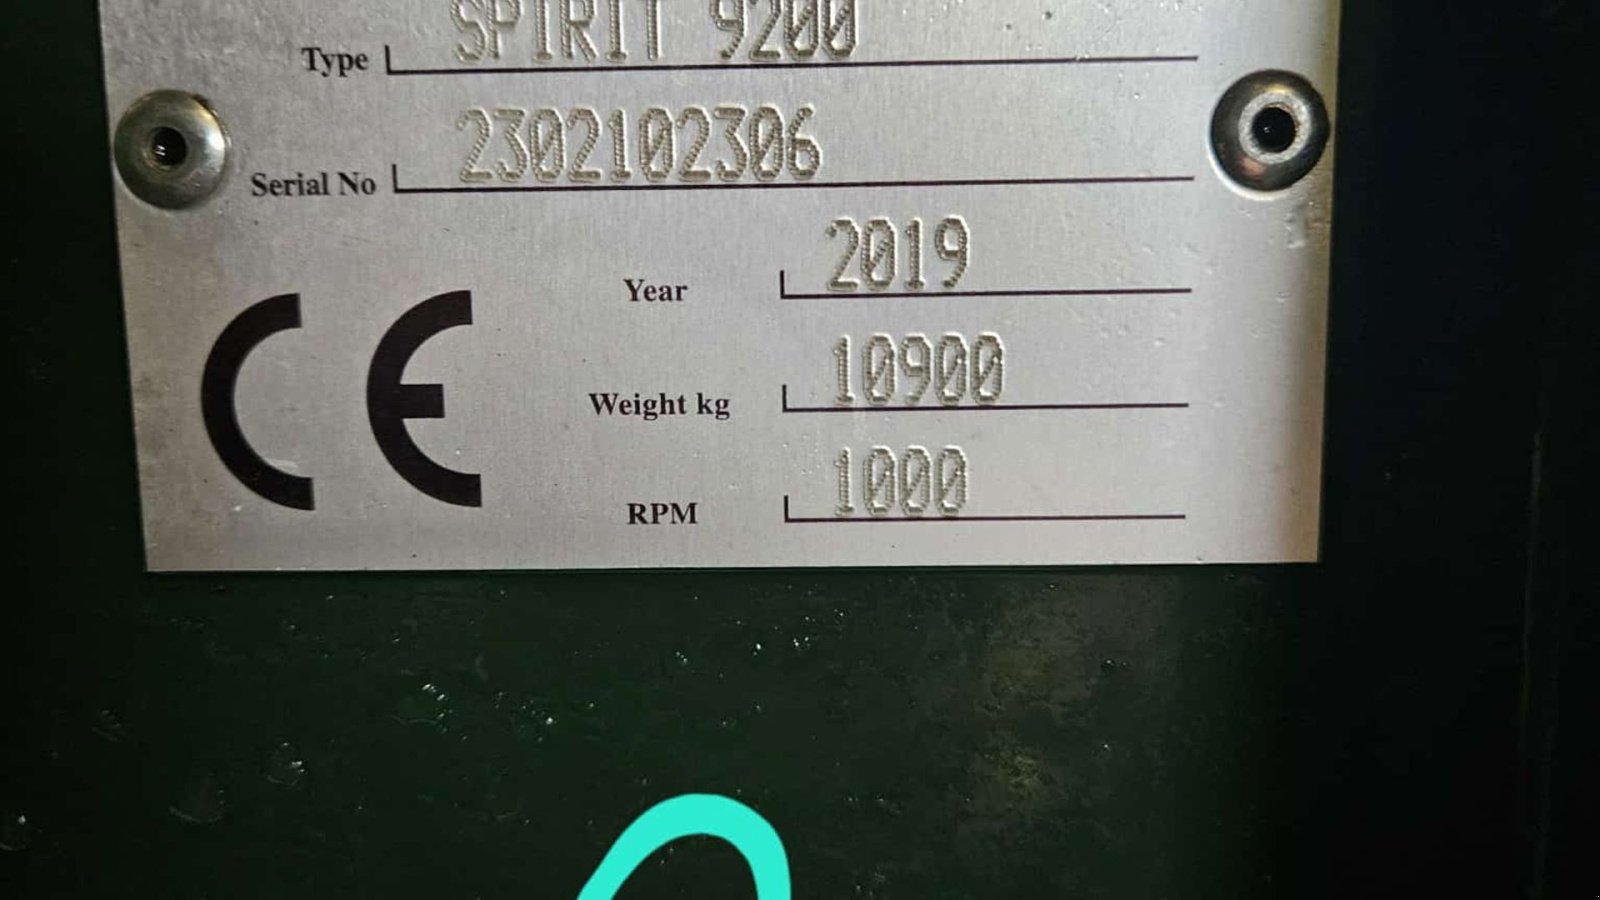 Type SPIRIT 9200
Serial No 2302102306
Year 2019
CE
Weight kg 10900
RPM 1000